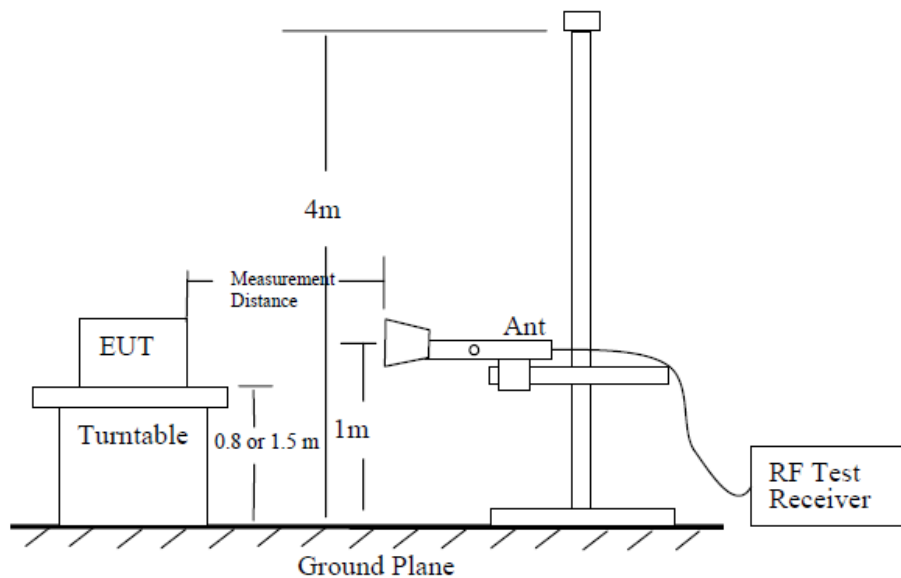 4m
Measurement
Distance
Ant
EUT
Turntable
0.8 or 1.5 m
1m
RF Test
Receiver
Ground Plane